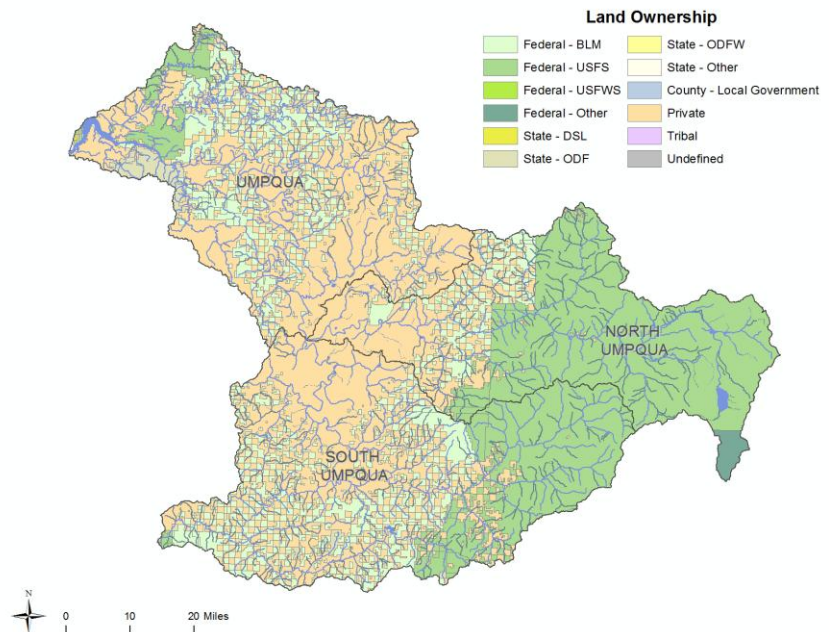 Land Ownership
Federal - BLM
Federal - USFS
Federal - USFWS
Federal - Other
State - DSL
State - ODF
State - ODFW
State - Other
County - Local Government
Private
Tribal
Undefined
UMPQUA
NORTH
UMPQUA
SOUTH
UMPQUA
N
0 10 20 Miles